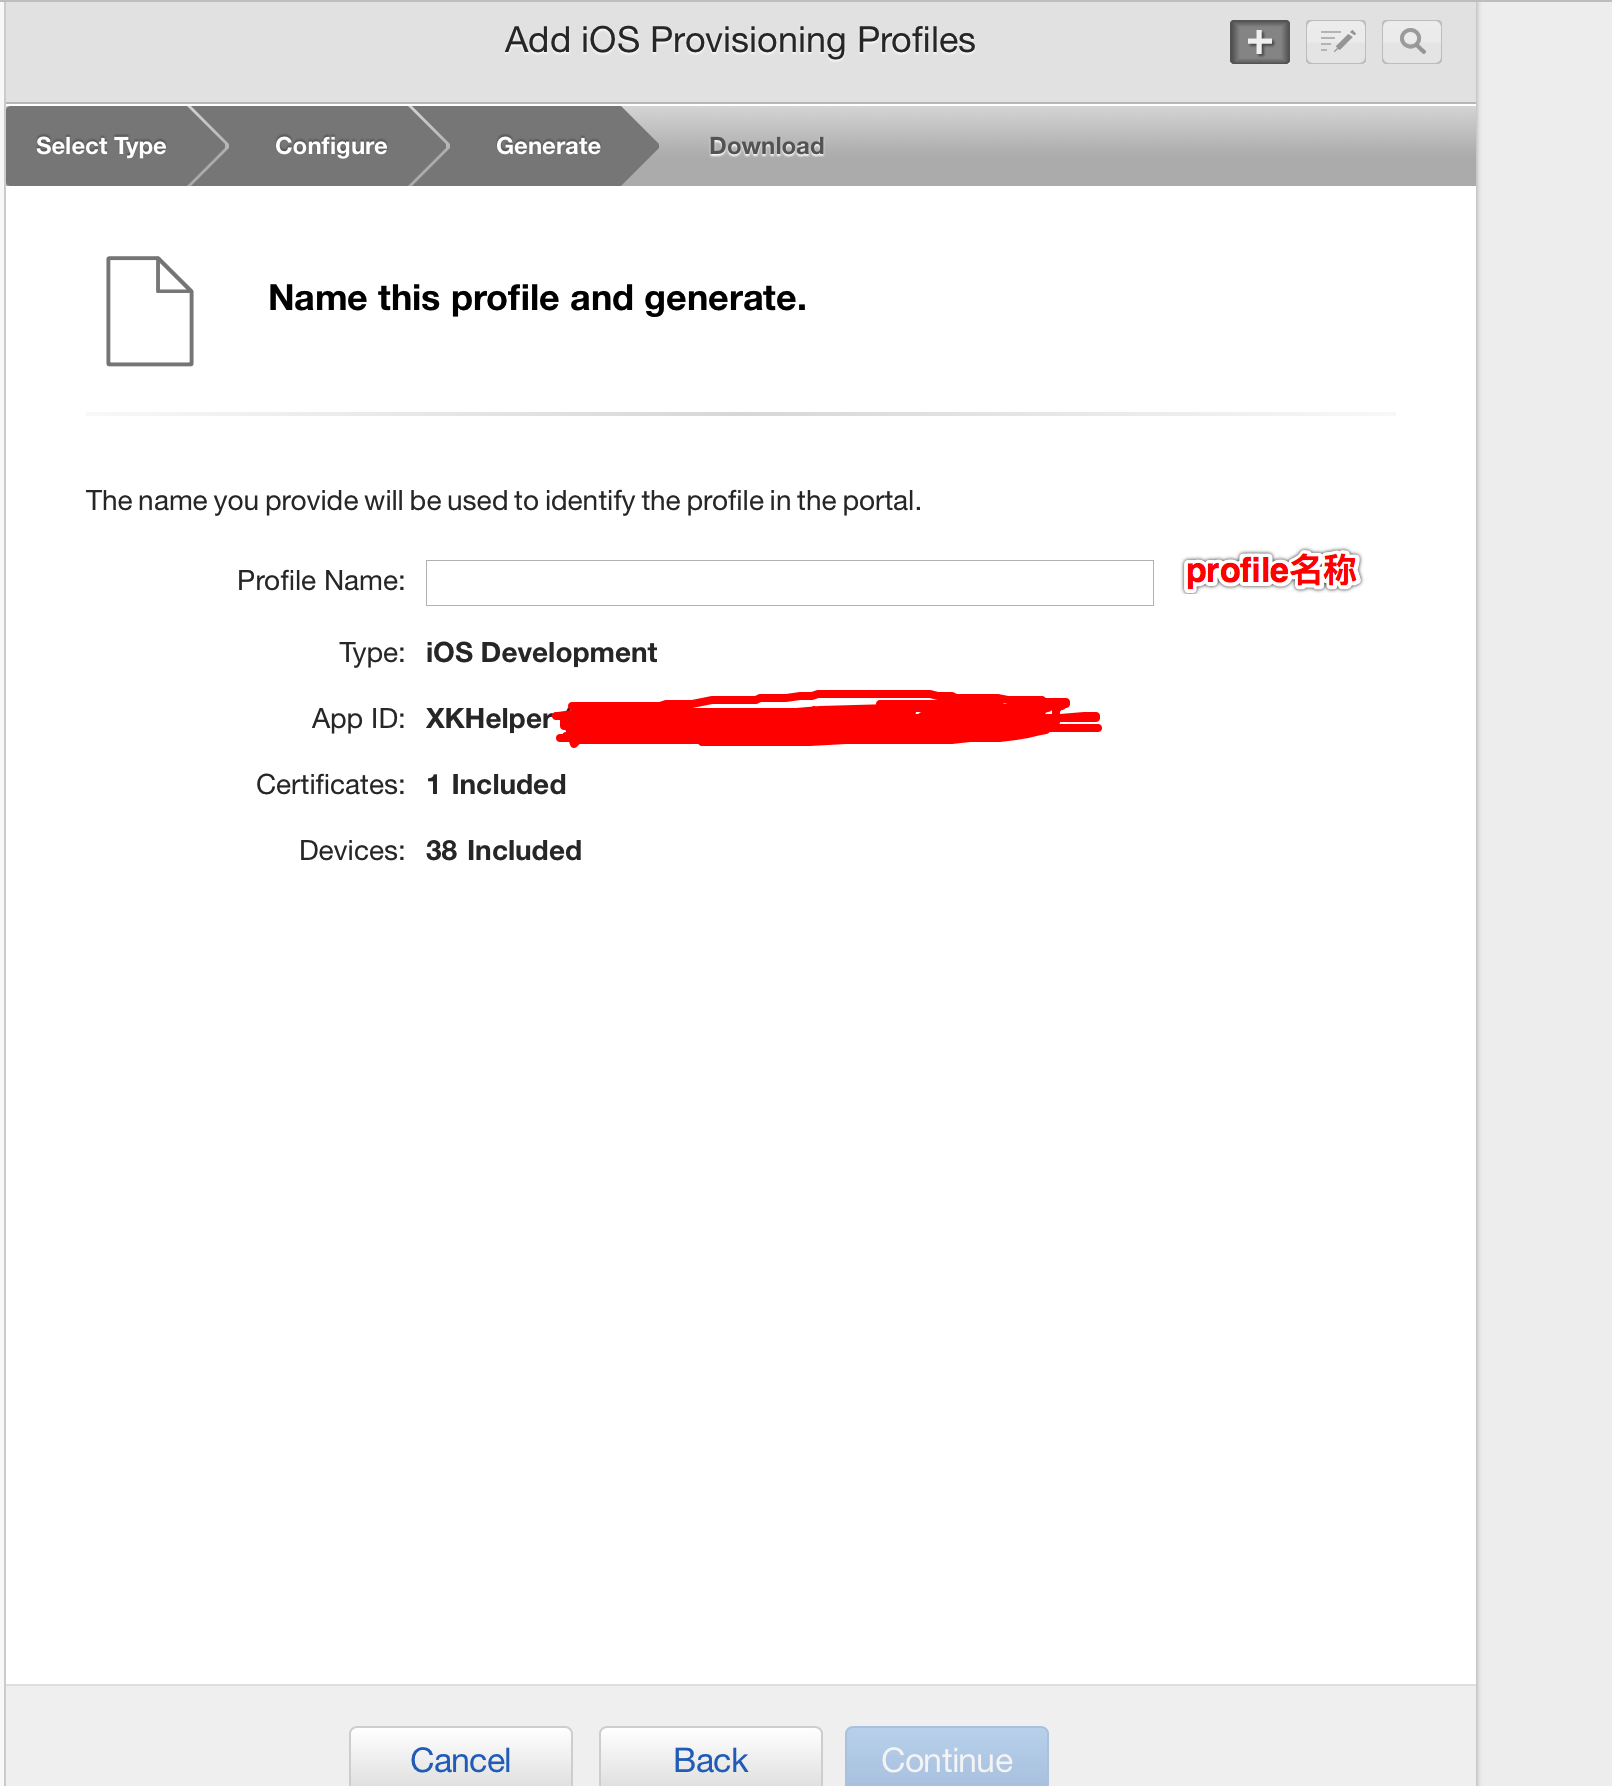 Add iOS Provisioning Profiles
Select Type
Configure
Generate
Download
Name this profile and generate.
The name you provide will be used to identify the profile in the portal.
Profile Name:
profile名称
Type: iOS Development
App ID: XKHelper
Certificates: 1 Included
Devices: 38 Included
Cancel
Back
Continue